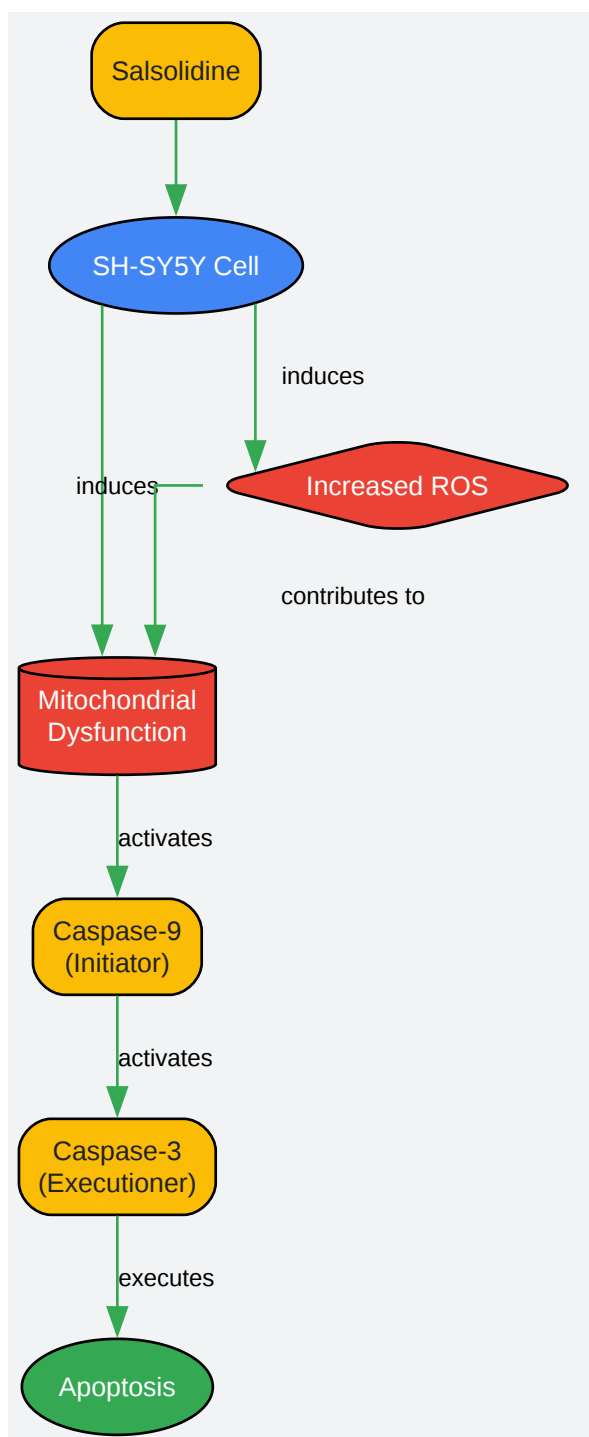 Salsolidine
SH-SY5Y Cell
induces
induces
Increased ROS
contributes to
Mitochondrial
Dysfunction
activates
Caspase-9
(Initiator)
activates
Caspase-3
(Executioner)
executes
Apoptosis